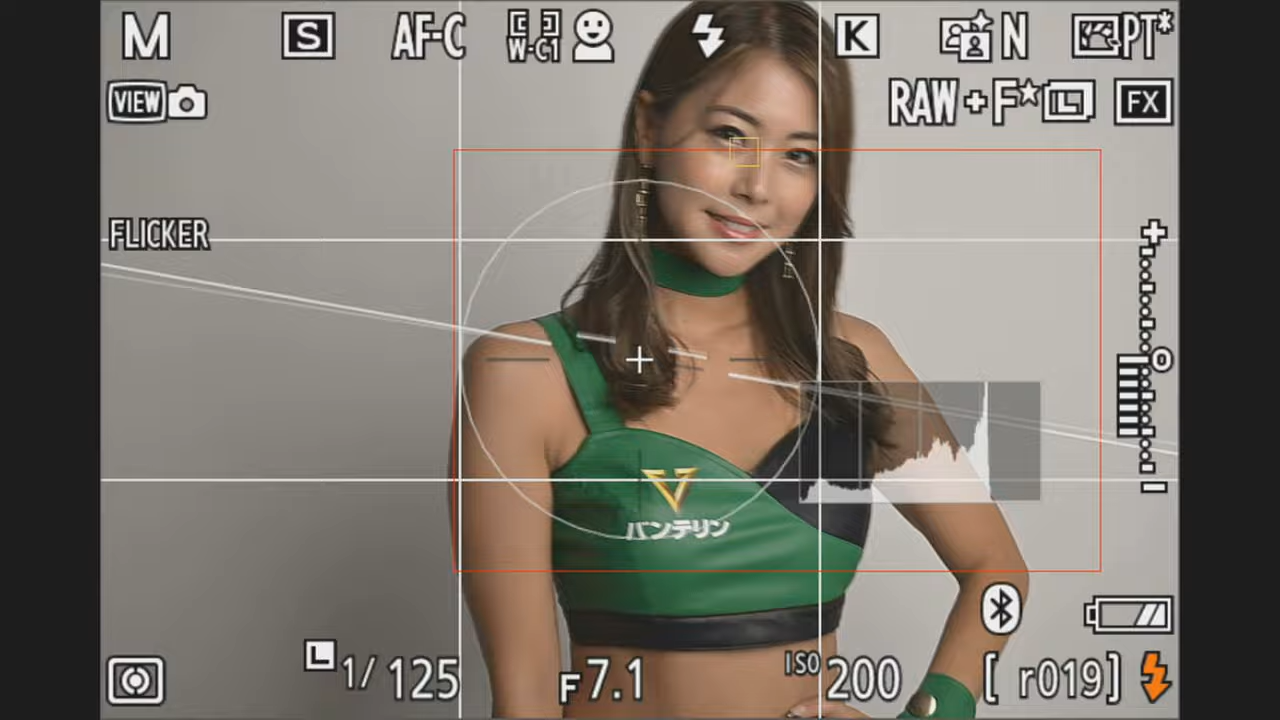 M S AF-C W-C1 K N PT*
VIEW RAW+F★ L FX
FLICKER
バンテリン
L 1/125 F7.1 ISO 200 [r019]